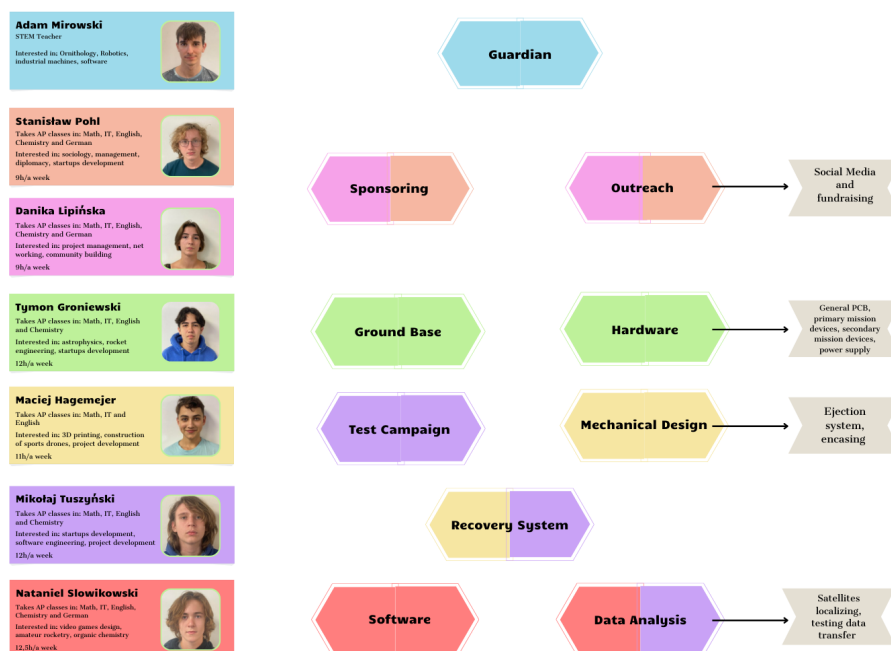 Adam Mirowski
STEM Teacher
Interested in: Ornithology, Robotics,
industrial machines, software
Guardian
Stanisław Pohl
Takes AP classes in: Math, IT, English,
Chemistry and German
Interested in: sociology, management,
diplomacy, startups development
9h/a week
Sponsoring
Outreach
Social Media
and
fundraising
Danika Lipińska
Takes AP classes in: Math, IT, English,
Chemistry and German
Interested in: project management, net
working, community building
9h/a week
Tymon Groniewski
Takes AP classes in: Math, IT, English
and Chemistry
Interested in: astrophysics, rocket
engineering, startups development
12h/a week
Ground Base
Hardware
General PCB,
primary mission
devices, secondary
mission devices,
power supply
Maciej Hagemejer
Takes AP classes in: Math, IT and
English
Interested in: 3D printing, construction
of sports drones, project development
11h/a week
Test Campaign
Mechanical Design
Ejection
system,
encasing
Mikołaj Tuszyński
Takes AP classes in: Math, IT, English
and Chemistry
Interested in: startups development,
software engineering, project development
12h/a week
Recovery System
Nataniel Slowikowski
Takes AP classes in: Math, IT, English,
Chemistry and German
Interested in: video games design,
amateur rocketry, organic chemistry
12,5h/a week
Software
Data Analysis
Satellites
localizing,
testing data
transfer